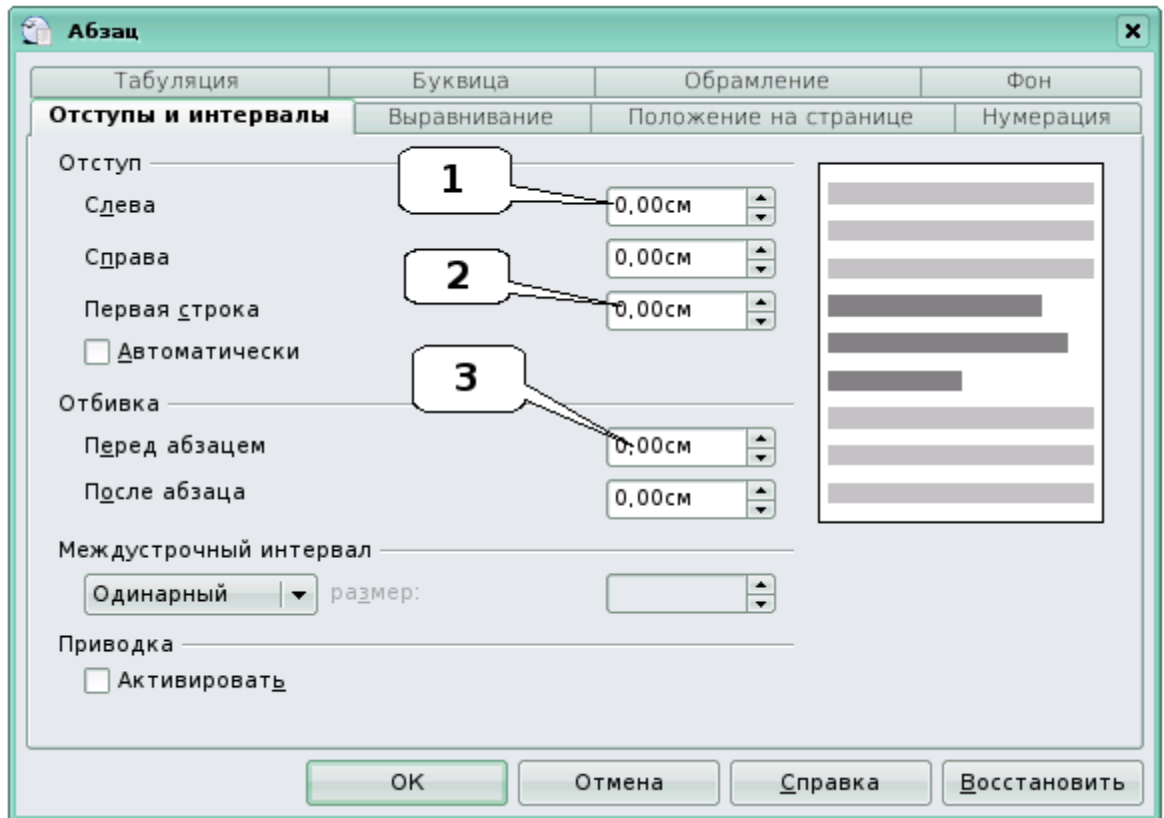 Абзац
Табуляция Буквица Обрамление Фон
Отступы и интервалы Выравнивание Положение на странице Нумерация
Отступ
1
Слева 0,00см
Справа 0,00см
2
Первая строка 0,00см
Автоматически
3
Отбивка
Перед абзацем 0,00см
После абзаца 0,00см
Междустрочный интервал
Одинарный размер:
Приводка
Активировать
ОК Отмена Справка Восстановить